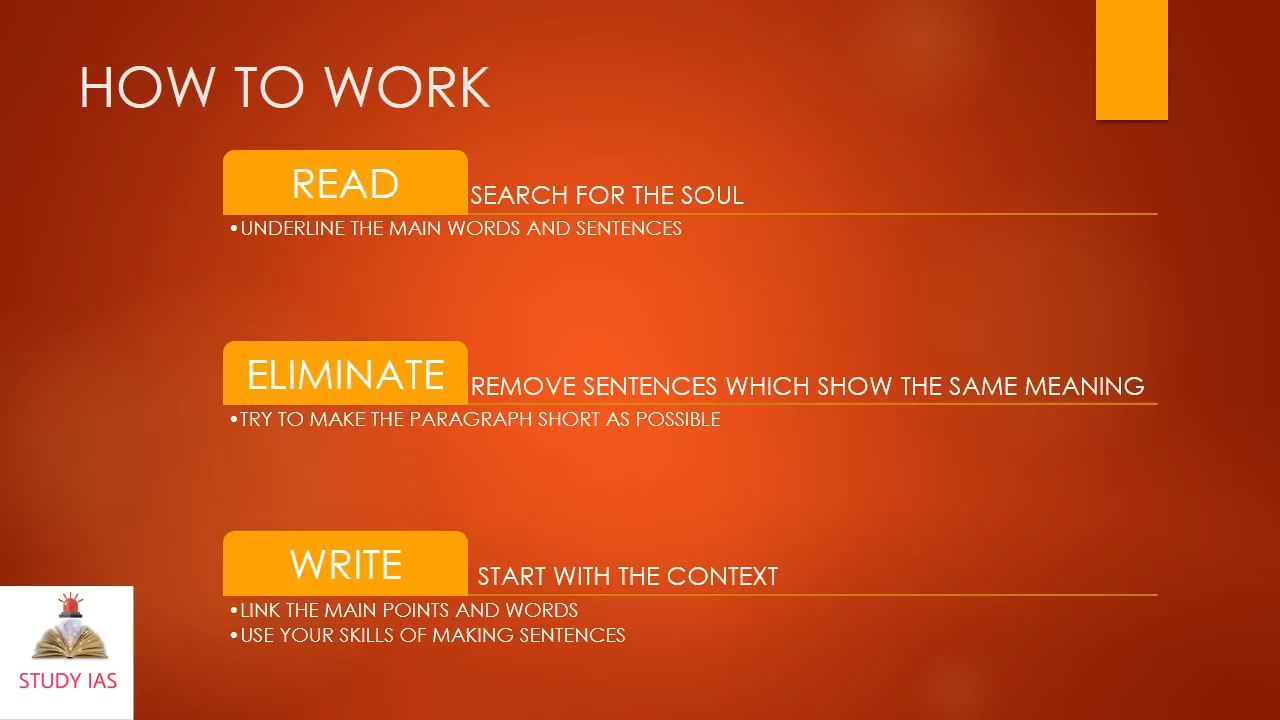 HOW TO WORK
READ
SEARCH FOR THE SOUL
•UNDERLINE THE MAIN WORDS AND SENTENCES
ELIMINATE
REMOVE SENTENCES WHICH SHOW THE SAME MEANING
•TRY TO MAKE THE PARAGRAPH SHORT AS POSSIBLE
WRITE
START WITH THE CONTEXT
•LINK THE MAIN POINTS AND WORDS
•USE YOUR SKILLS OF MAKING SENTENCES
STUDY IAS